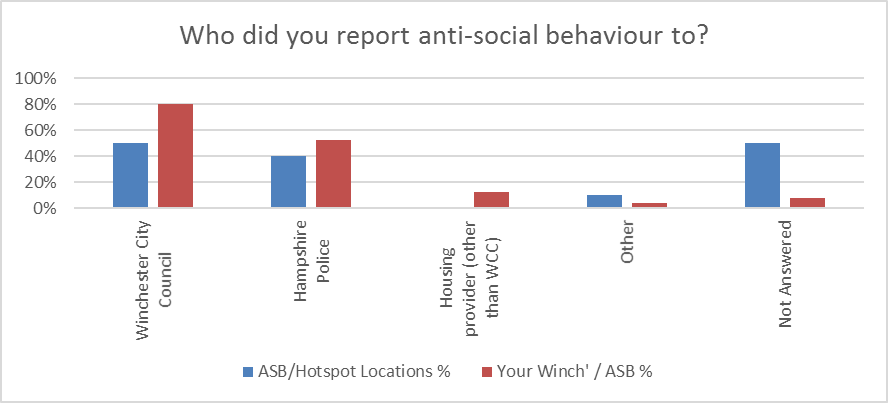 Who did you report anti-social behaviour to?
100%
80%
60%
40%
20%
0%
Winchester City
Council
Hampshire
Police
Housing
provider (other
than WCC)
Other
Not Answered
ASB/Hotspot Locations %
Your Winch' / ASB %